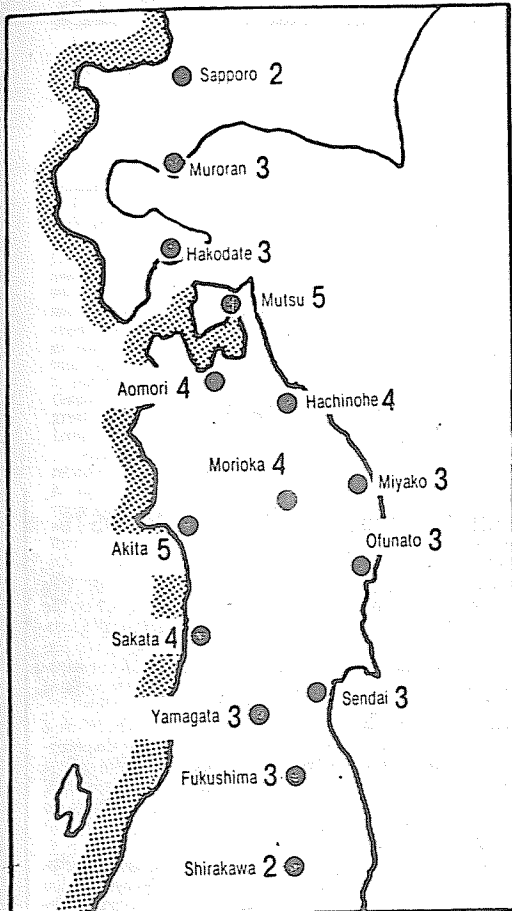 Sapporo 2
Muroran 3
Hakodate 3
Mutsu 5
Aomori 4
Hachinohe 4
Morioka 4
Miyako 3
Akita 5
Ofunato 3
Sakata 4
Sendai 3
Yamagata 3
Fukushima 3
Shirakawa 2